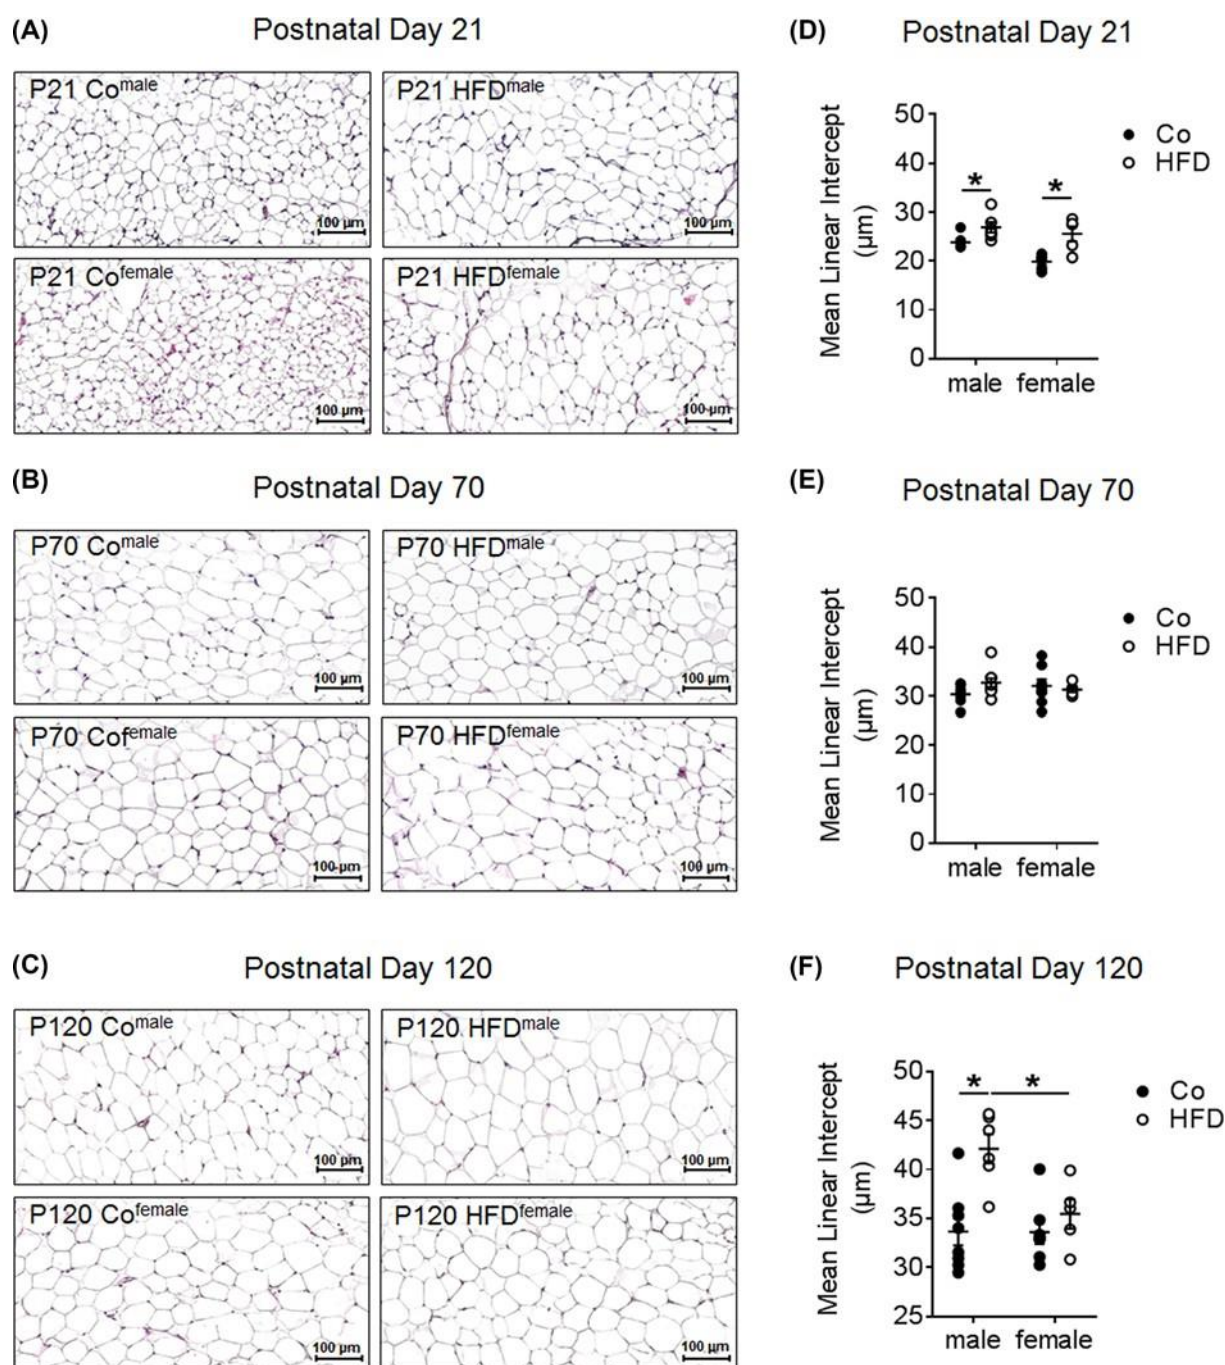 (A) Postnatal Day 21
P21 Co^male
P21 HFD^male
100 µm
100 µm
P21 Co^female
P21 HFD^female
100 µm
100 µm
(D) Postnatal Day 21
Mean Linear Intercept
(µm)
50
40
30
20
10
0
* *
male female
Co
HFD
(B) Postnatal Day 70
P70 Co^male
P70 HFD^male
100 µm
100 µm
P70 Cof^emale
P70 HFD^female
100 µm
100 µm
(E) Postnatal Day 70
Mean Linear Intercept
(µm)
50
40
30
20
10
0
male female
Co
HFD
(C) Postnatal Day 120
P120 Co^male
P120 HFD^male
100 µm
100 µm
P120 Co^female
P120 HFD^female
100 µm
100 µm
(F) Postnatal Day 120
Mean Linear Intercept
(µm)
50
45
40
35
30
25
* *
male female
Co
HFD